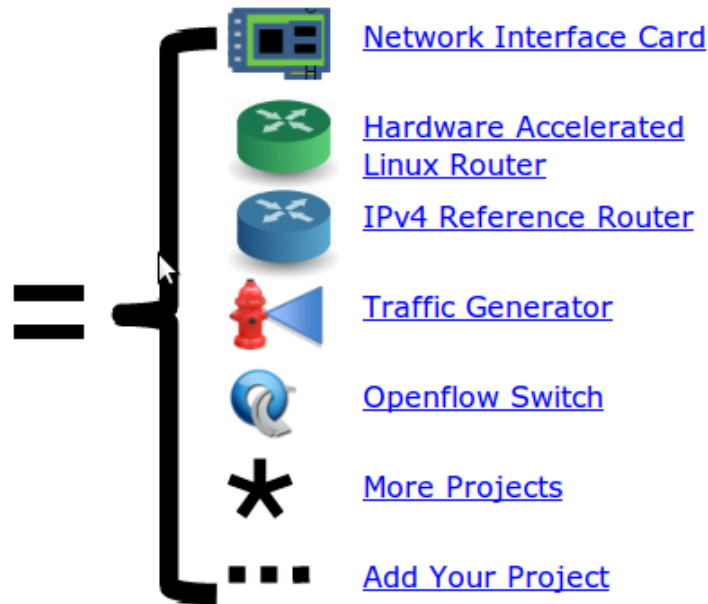 Network Interface Card
Hardware Accelerated
Linux Router
IPv4 Reference Router
Traffic Generator
Openflow Switch
More Projects
Add Your Project